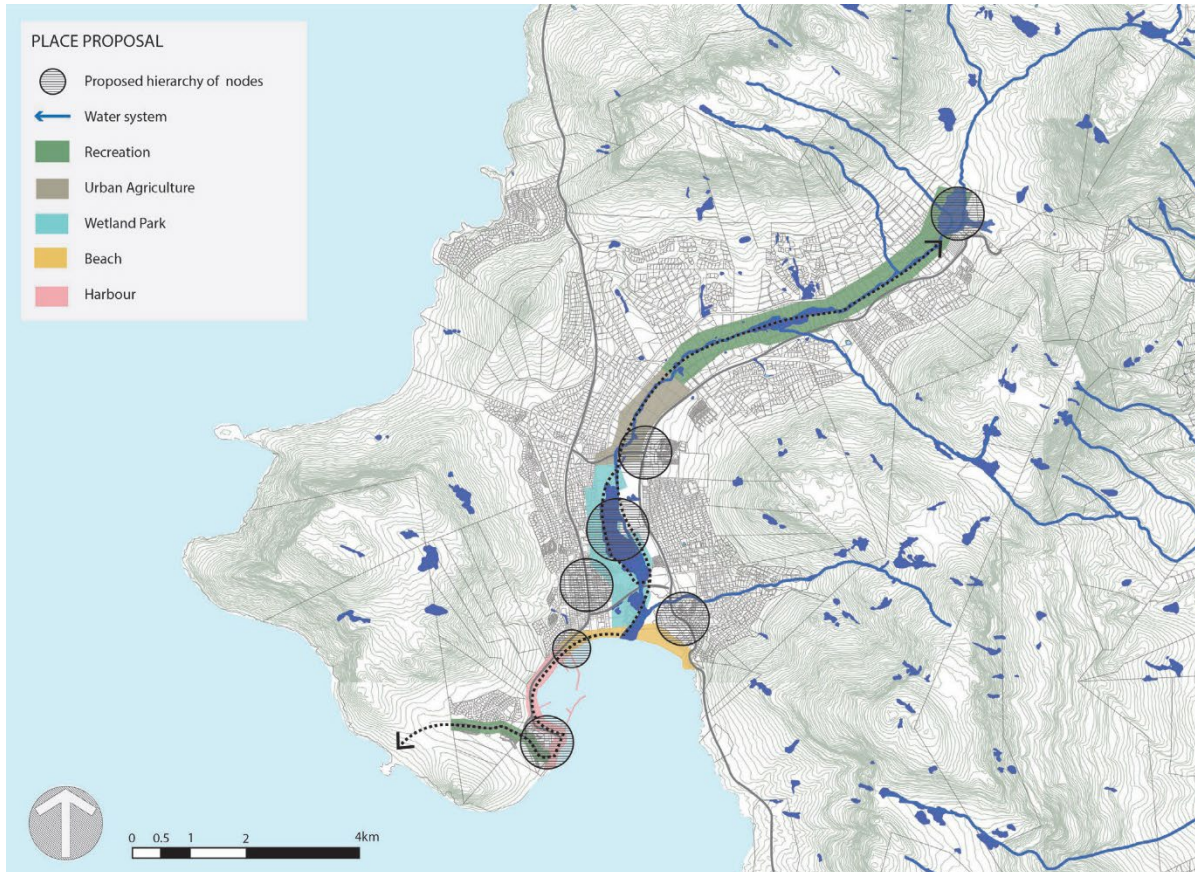 PLACE PROPOSAL
Proposed hierarchy of nodes
Water system
Recreation
Urban Agriculture
Wetland Park
Beach
Harbour
0 0.5 1 2 4km